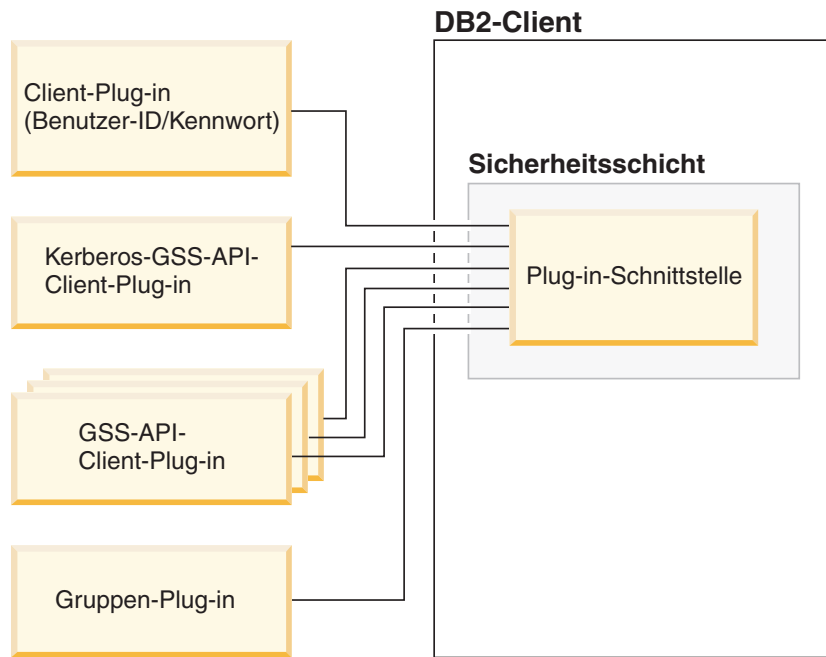 DB2-Client
Client-Plug-in
(Benutzer-ID/Kennwort)
Sicherheitsschicht
Kerberos-GSS-API-
Client-Plug-in
Plug-in-Schnittstelle
GSS-API-
Client-Plug-in
Gruppen-Plug-in